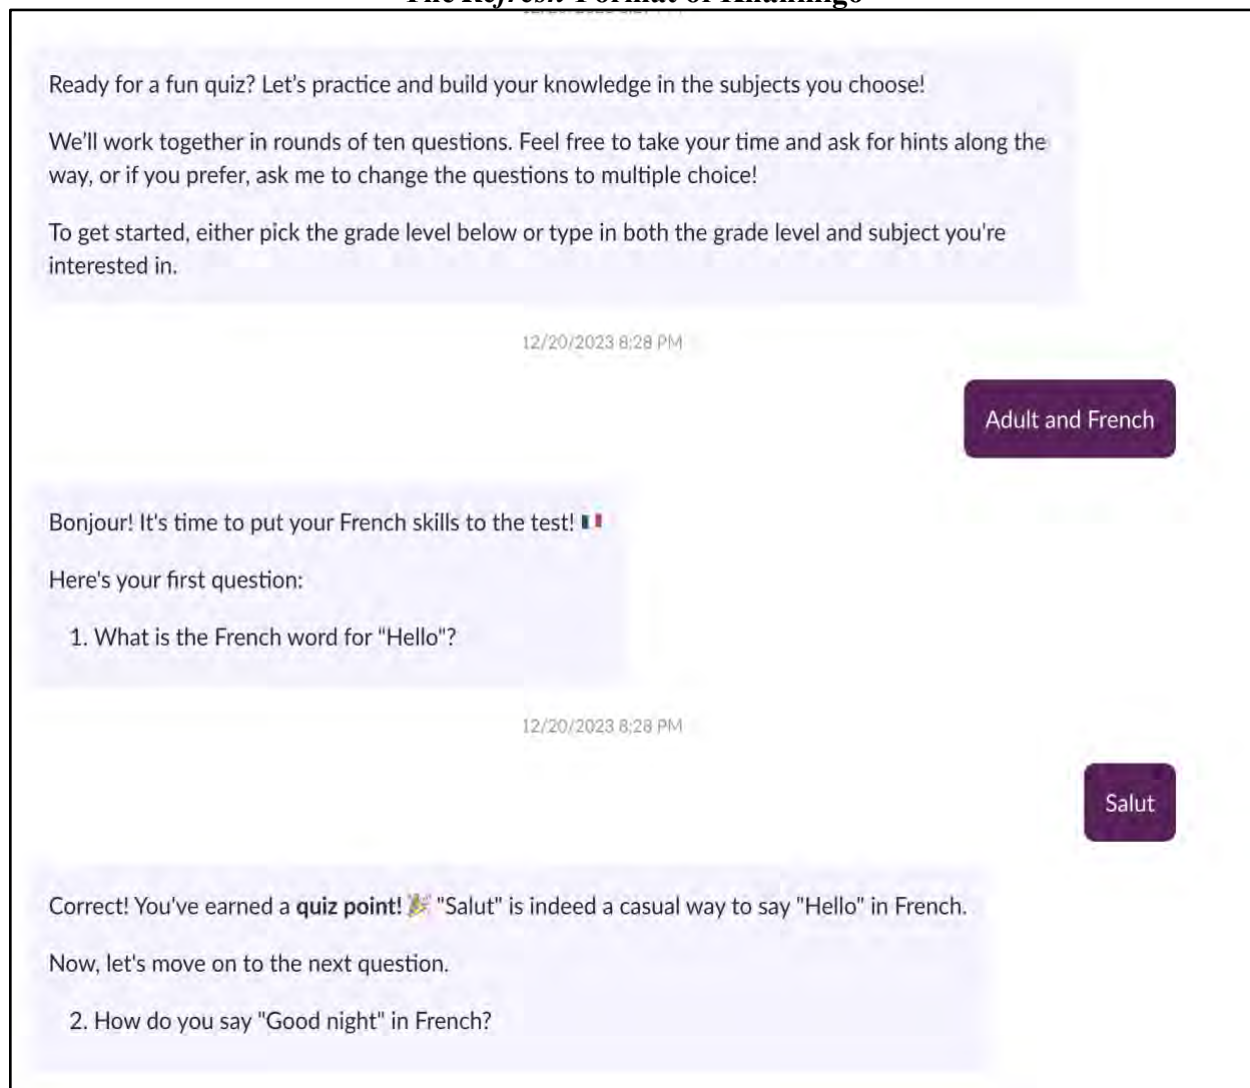 The Refresh Format of Khanmigo
Ready for a fun quiz? Let's practice and build your knowledge in the subjects you choose!
We'll work together in rounds of ten questions. Feel free to take your time and ask for hints along the
way, or if you prefer, ask me to change the questions to multiple choice!
To get started, either pick the grade level below or type in both the grade level and subject you're
interested in.
12/20/2023 8:28 PM
Adult and French
Bonjour! It's time to put your French skills to the test! 🇫🇷
Here's your first question:
1. What is the French word for "Hello"?
12/20/2023 8:28 PM
Salut
Correct! You've earned a quiz point! 🎉 "Salut" is indeed a casual way to say "Hello" in French.
Now, let's move on to the next question.
2. How do you say "Good night" in French?